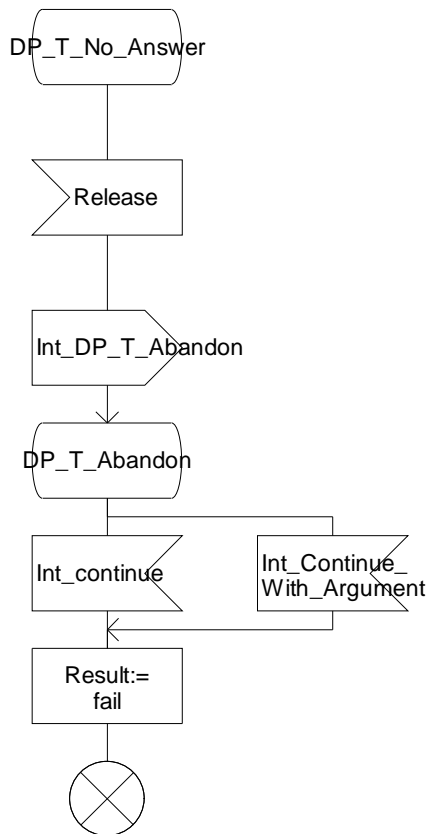 DP_T_No_Answer
Release
Int_DP_T_Abandon
DP_T_Abandon
Int_continue
Int_Continue_
With_Argument
Result:=
fail